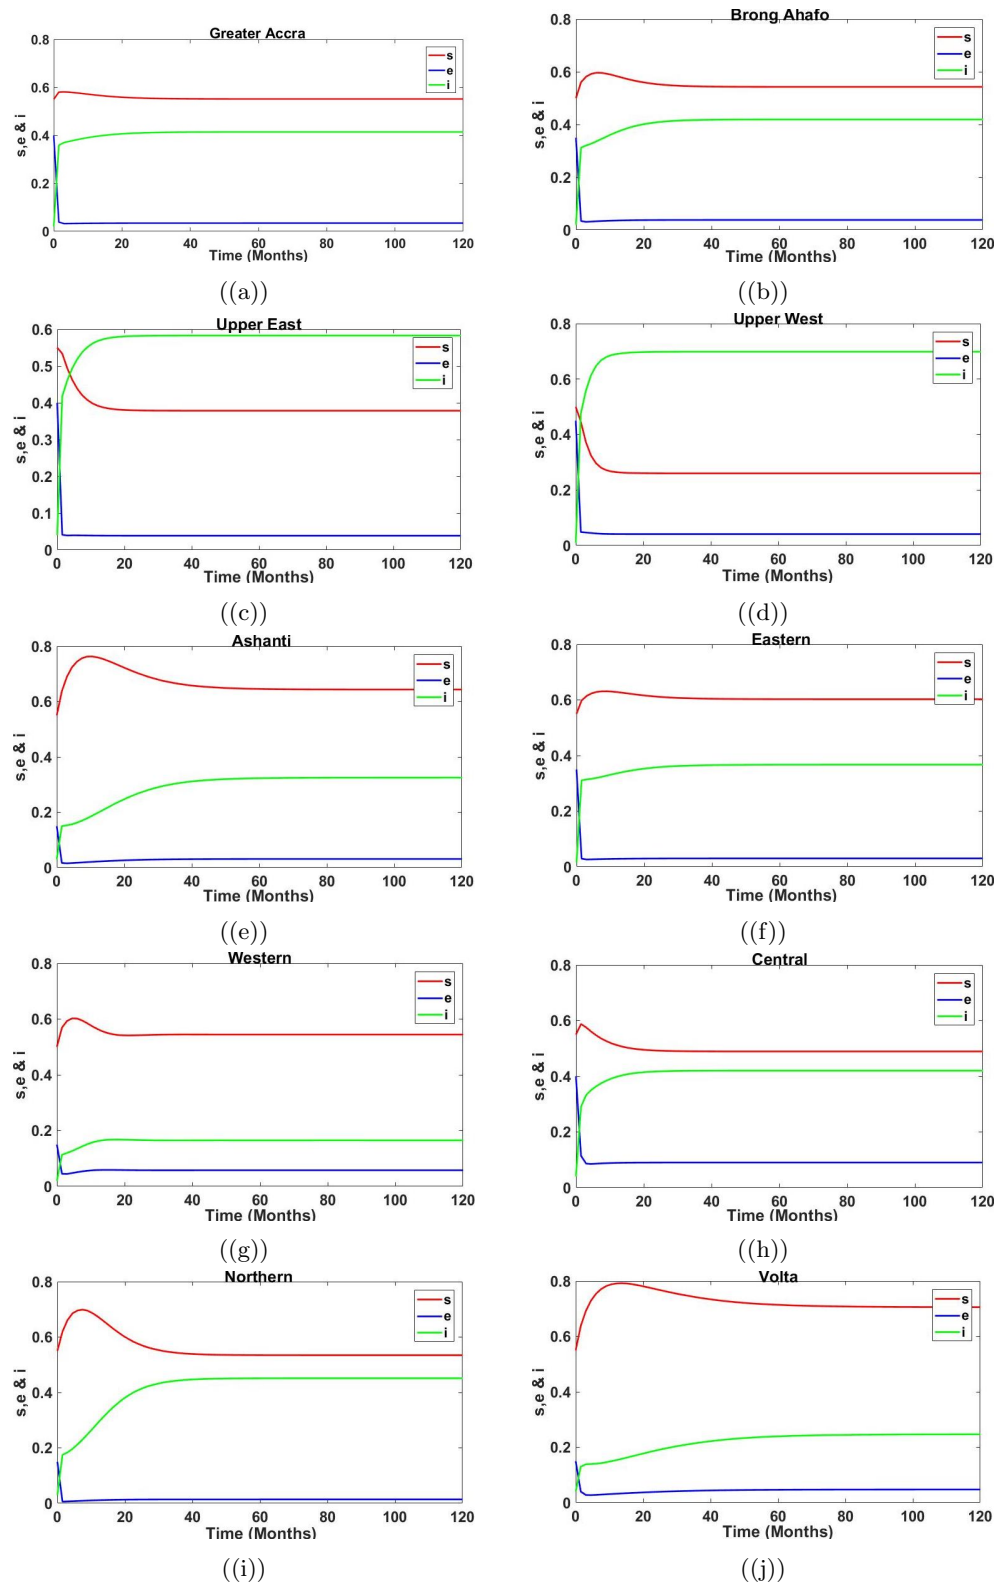 Greater Accra
0.8
0.6
0.4
0.2
0
s,e & i
s
e
i
0 20 40 60 80 100 120
Time (Months)
((a))
Brong Ahafo
0.8
0.6
0.4
0.2
0
s,e & i
s
e
i
0 20 40 60 80 100 120
Time (Months)
((b))
Upper East
0.6
0.5
0.4
0.3
0.2
0.1
0
s,e & i
s
e
i
0 20 40 60 80 100 120
Time (Months)
((c))
Upper West
0.8
0.6
0.4
0.2
0
s,e & i
s
e
i
0 20 40 60 80 100 120
Time (Months)
((d))
Ashanti
0.8
0.6
0.4
0.2
0
s,e & i
s
e
i
0 20 40 60 80 100 120
Time (Months)
((e))
Eastern
0.8
0.6
0.4
0.2
0
s,e & i
s
e
i
0 20 40 60 80 100 120
Time (Months)
((f))
Western
0.8
0.6
0.4
0.2
0
s,e & i
s
e
i
0 20 40 60 80 100 120
Time (Months)
((g))
Central
0.8
0.6
0.4
0.2
0
s,e & i
s
e
i
0 20 40 60 80 100 120
Time (Months)
((h))
Northern
0.8
0.6
0.4
0.2
0
s,e & i
s
e
i
0 20 40 60 80 100 120
Time (Months)
((i))
Volta
0.8
0.6
0.4
0.2
0
s,e & i
s
e
i
0 20 40 60 80 100 120
Time (Months)
((j))